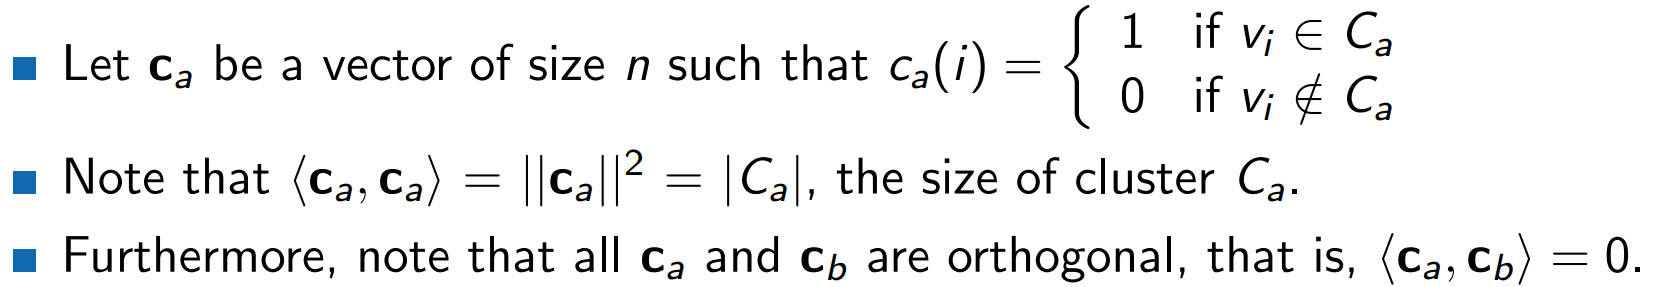 ■ Let c_a be a vector of size n such that c_a(i) = { 1 if v_i ∈ C_a
0 if v_i ∉ C_a
■ Note that ⟨c_a, c_a⟩ = ||c_a||² = |C_a|, the size of cluster C_a.
■ Furthermore, note that all c_a and c_b are orthogonal, that is, ⟨c_a, c_b⟩ = 0.